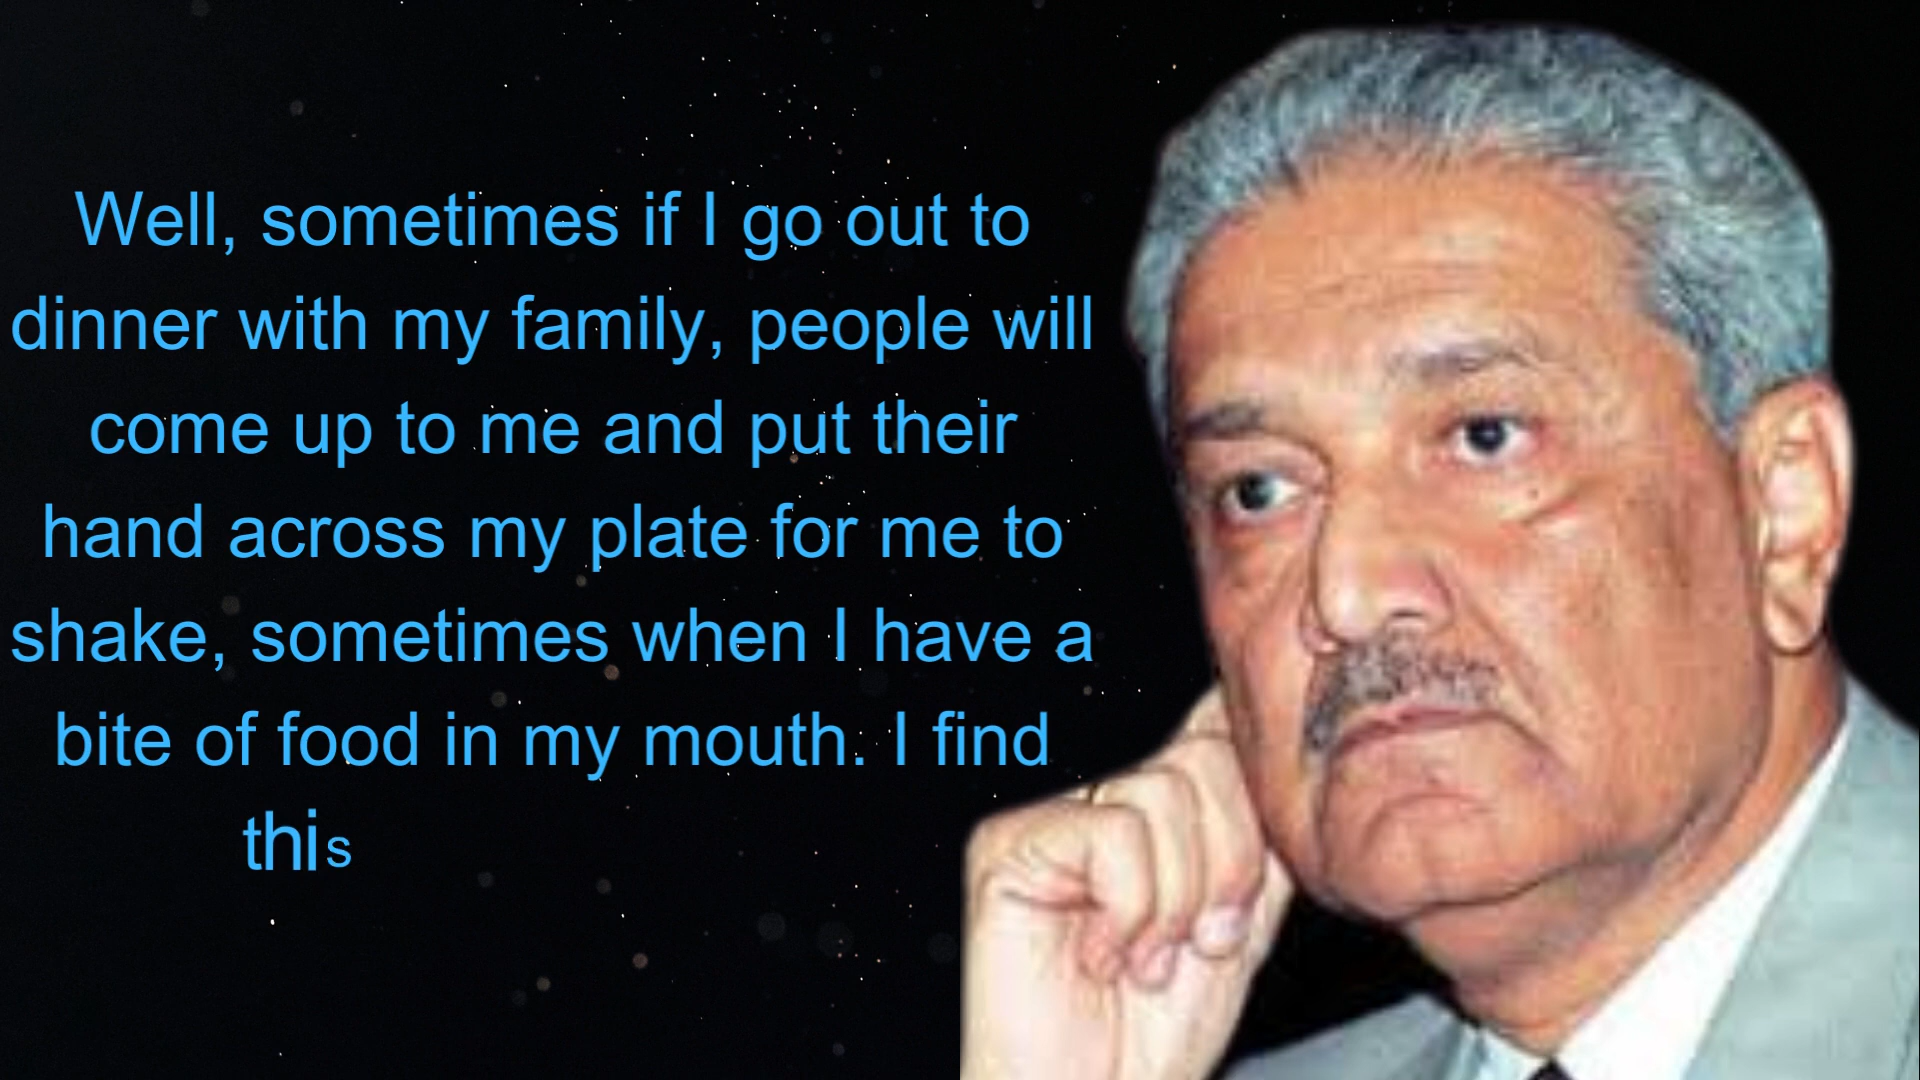 Well, sometimes if I go out to
dinner with my family, people will
come up to me and put their
hand across my plate for me to
shake, sometimes when I have a
bite of food in my mouth. I find
this